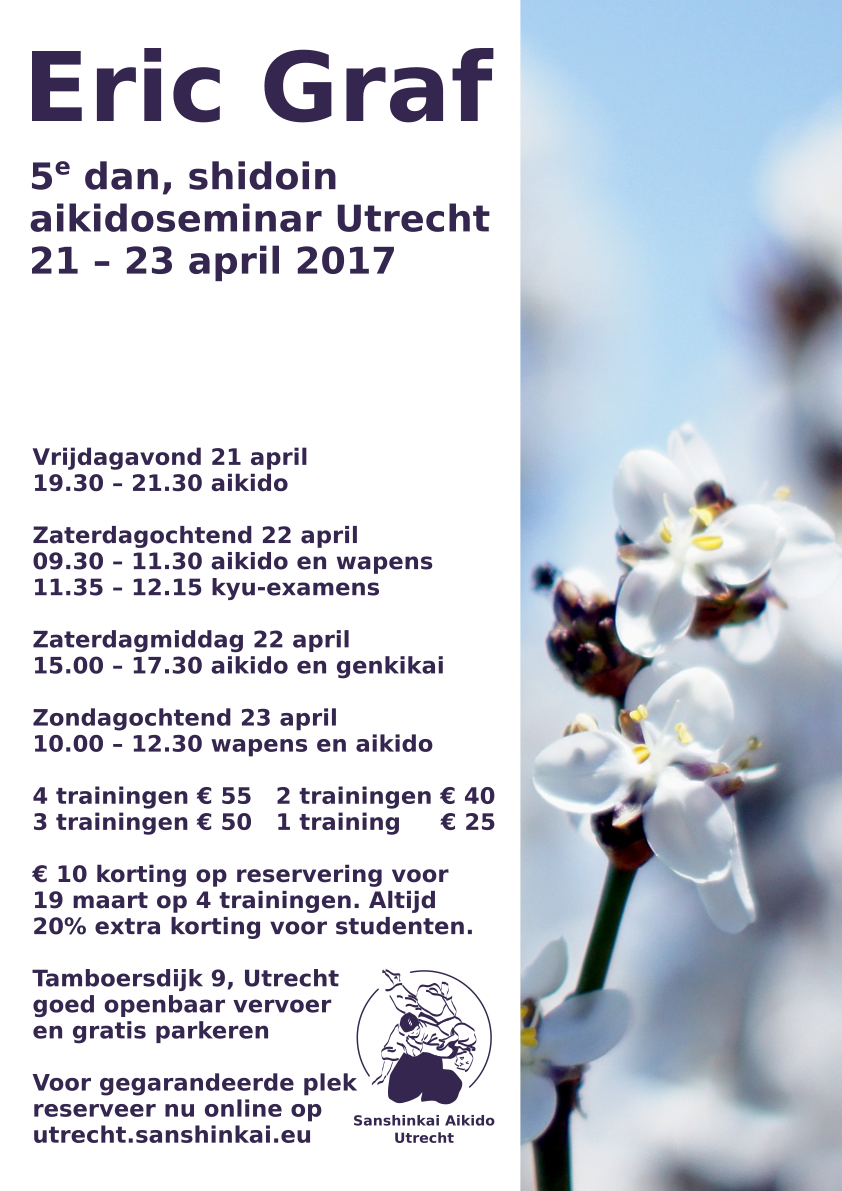 Eric Graf
5e dan, shidoin
aikidoseminar Utrecht
21 – 23 april 2017
Vrijdagavond 21 april
19.30 – 21.30 aikido
Zaterdagochtend 22 april
09.30 – 11.30 aikido en wapens
11.35 – 12.15 kyu-examens
Zaterdagmiddag 22 april
15.00 – 17.30 aikido en genkikai
Zondagochtend 23 april
10.00 – 12.30 wapens en aikido
4 trainingen € 55 2 trainingen € 40
3 trainingen € 50 1 training € 25
€ 10 korting op reservering voor
19 maart op 4 trainingen. Altijd
20% extra korting voor studenten.
Tamboersdijk 9, Utrecht
goed openbaar vervoer
en gratis parkeren
Voor gegarandeerde plek
reserveer nu online op
utrecht.sanshinkai.eu
Sanshinkai Aikido
Utrecht